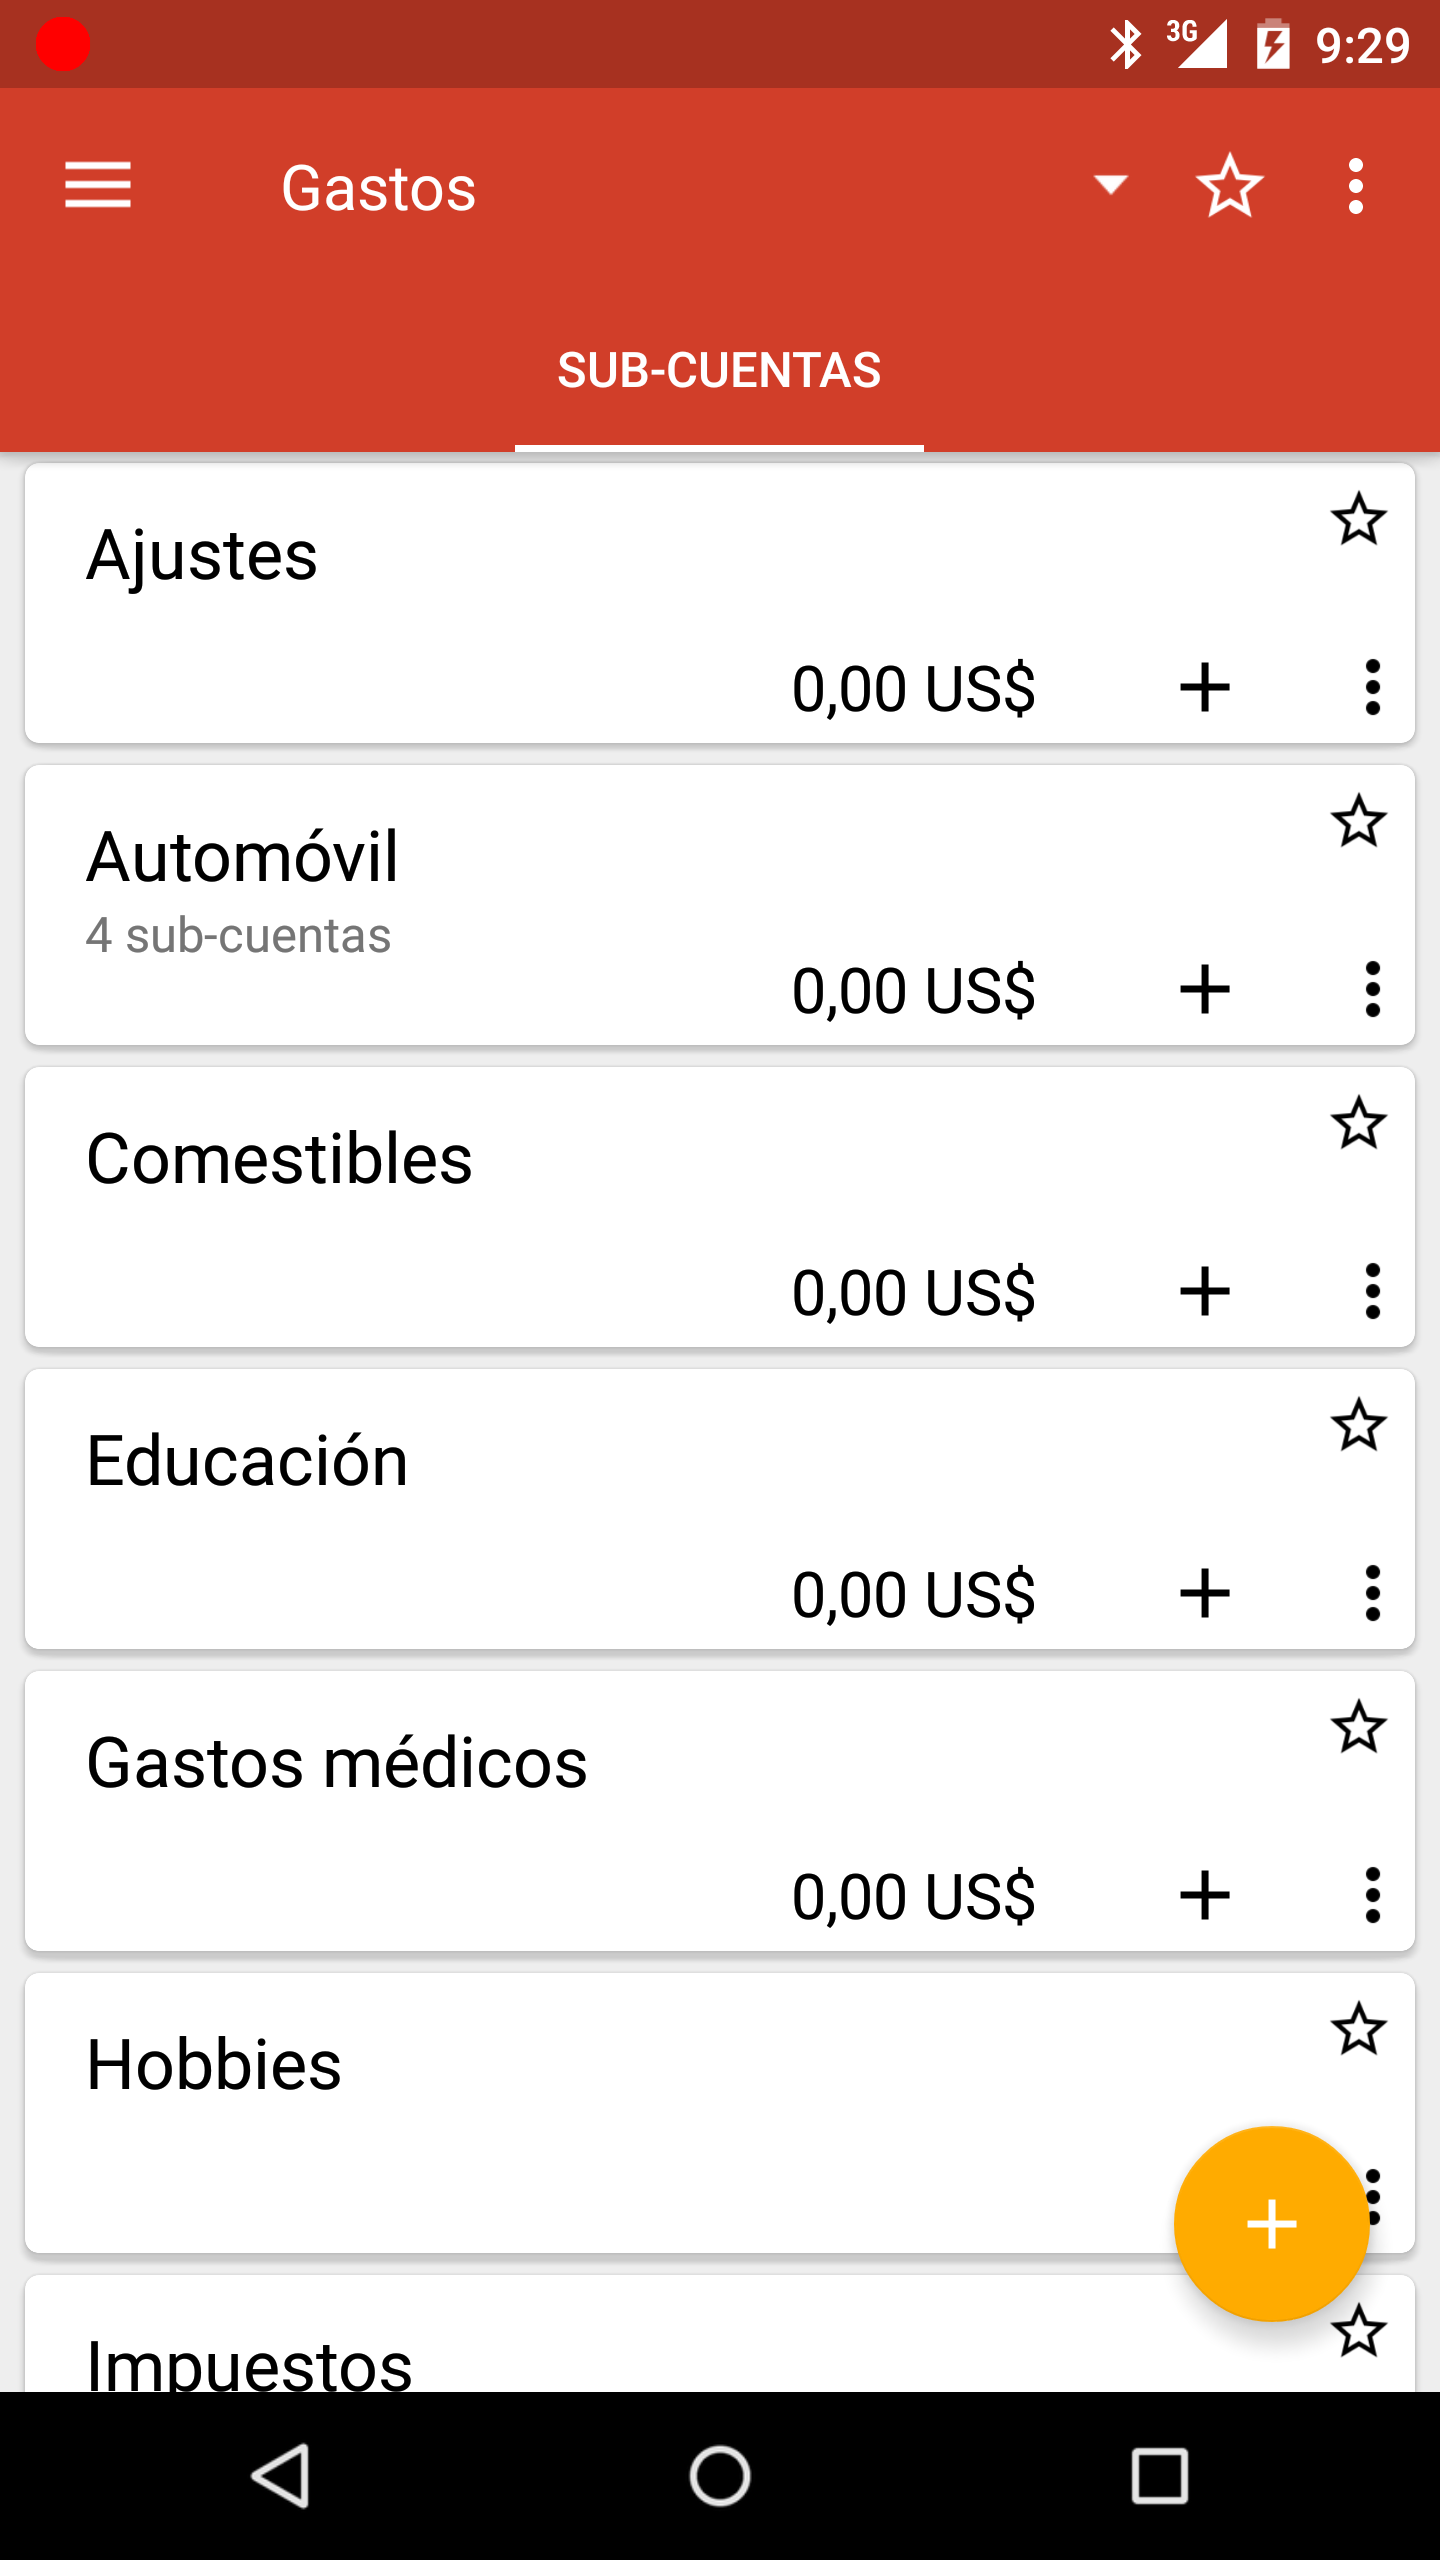 3G 9:29
Gastos
SUB-CUENTAS
Ajustes
0,00 US$
Automóvil
4 sub-cuentas
0,00 US$
Comestibles
0,00 US$
Educación
0,00 US$
Gastos médicos
0,00 US$
Hobbies
Impuestos